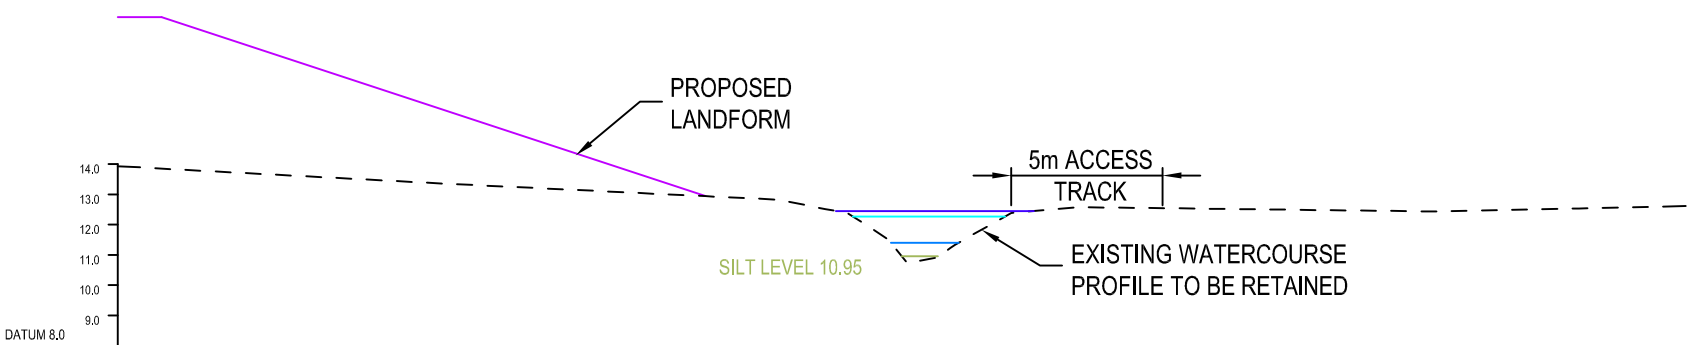 PROPOSED
LANDFORM
5m ACCESS
TRACK
14.0
13.0
12.0
11.0
10.0
9.0
DATUM 8.0
SILT LEVEL 10.95
EXISTING WATERCOURSE
PROFILE TO BE RETAINED